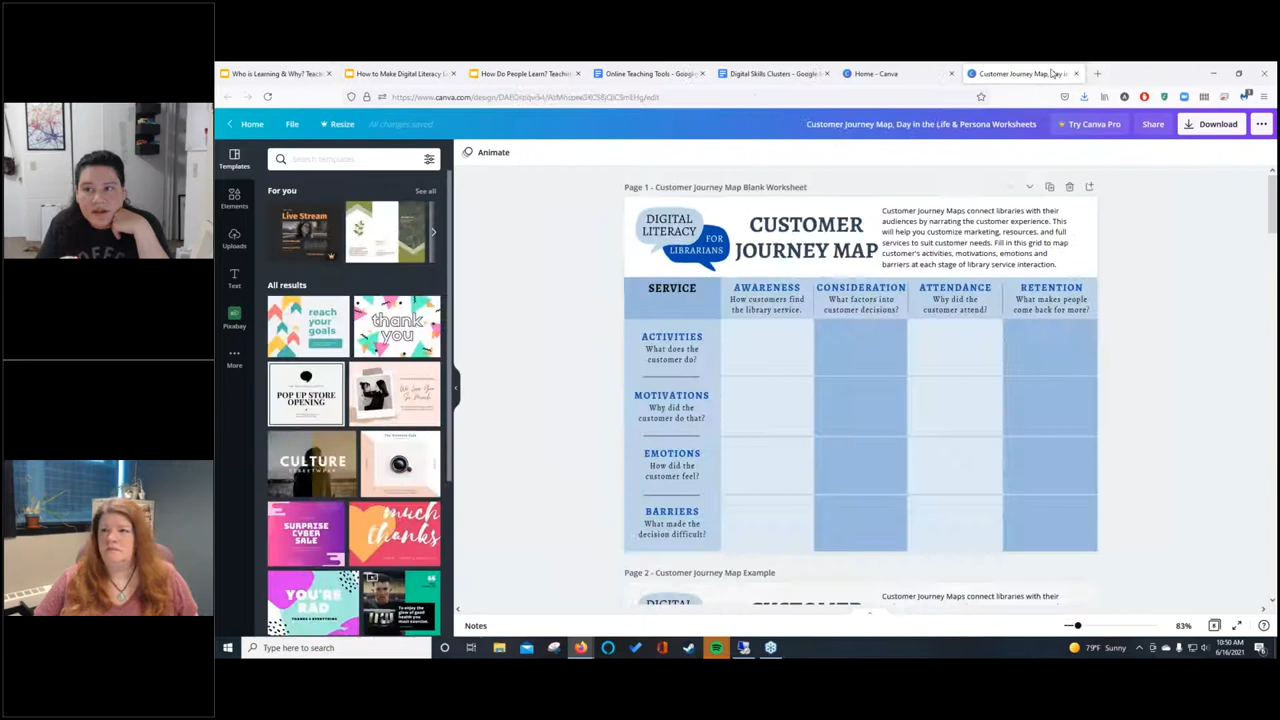 Who is Learning & Why? Teach
How to Make Digital Literacy L
How Do People Learn? Teachin
Online Teaching Tools - Google
Digital Skills Clusters - Google
Home - Canva
Customer Journey Map, Day in
Home
File
Resize
All changes saved
Customer Journey Map, Day in the Life & Persona Worksheets
Try Canva Pro
Share
Download
Templates
Elements
Uploads
Text
Pixabay
More
Search templates
For you
See all
Live Stream
All results
reach
your
goals
thank
you
POP UP STORE
OPENING
CULTURE
SURPRISE
CYBER
SALE
much
thanks
YOU'RE
RAD
Animate
Page 1 - Customer Journey Map Blank Worksheet
DIGITAL
LITERACY
FOR
LIBRARIANS
CUSTOMER
JOURNEY MAP
Customer Journey Maps connect libraries with their
audiences by narrating the customer experience. This
will help you customize marketing, resources, and full
services to suit customer needs. Fill in this grid to map
customer's activities, motivations, emotions and
barriers at each stage of library service interaction.
SERVICE
AWARENESS
How customers find
the library service.
CONSIDERATION
What factors into
customer decisions?
ATTENDANCE
Why did the
customer attend?
RETENTION
What makes people
come back for more?
ACTIVITIES
What does the
customer do?
MOTIVATIONS
Why did the
customer do that?
EMOTIONS
How did the
customer feel?
BARRIERS
What made the
decision difficult?
Page 2 - Customer Journey Map Example
DIGITAL
CUSTOMER
Customer Journey Maps connect libraries with their
Notes
83%
Type here to search
79°F Sunny
10:50 AM
6/16/2021